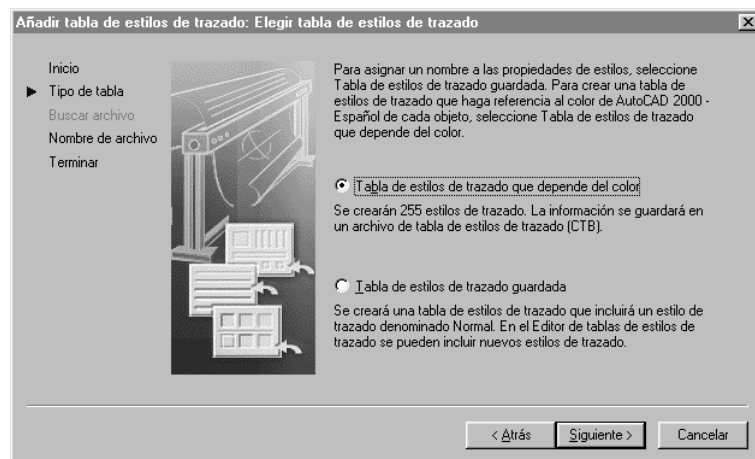 Añadir tabla de estilos de trazado: Elegir tabla de estilos de trazado
Inicio
Tipo de tabla
Buscar archivo
Nombre de archivo
Terminar
Para asignar un nombre a las propiedades de estilos, seleccione
Tabla de estilos de trazado guardada. Para crear una tabla de
estilos de trazado que haga referencia al color de AutoCAD 2000 -
Español de cada objeto, seleccione Tabla de estilos de trazado
que depende del color.
Tabla de estilos de trazado que depende del color
Se crearán 255 estilos de trazado. La información se guardará en
un archivo de tabla de estilos de trazado (CTB).
Tabla de estilos de trazado guardada
Se creará una tabla de estilos de trazado que incluirá un estilo de
trazado denominado Normal. En el Editor de tablas de estilos de
trazado se pueden incluir nuevos estilos de trazado.
< Atrás
Siguiente >
Cancelar